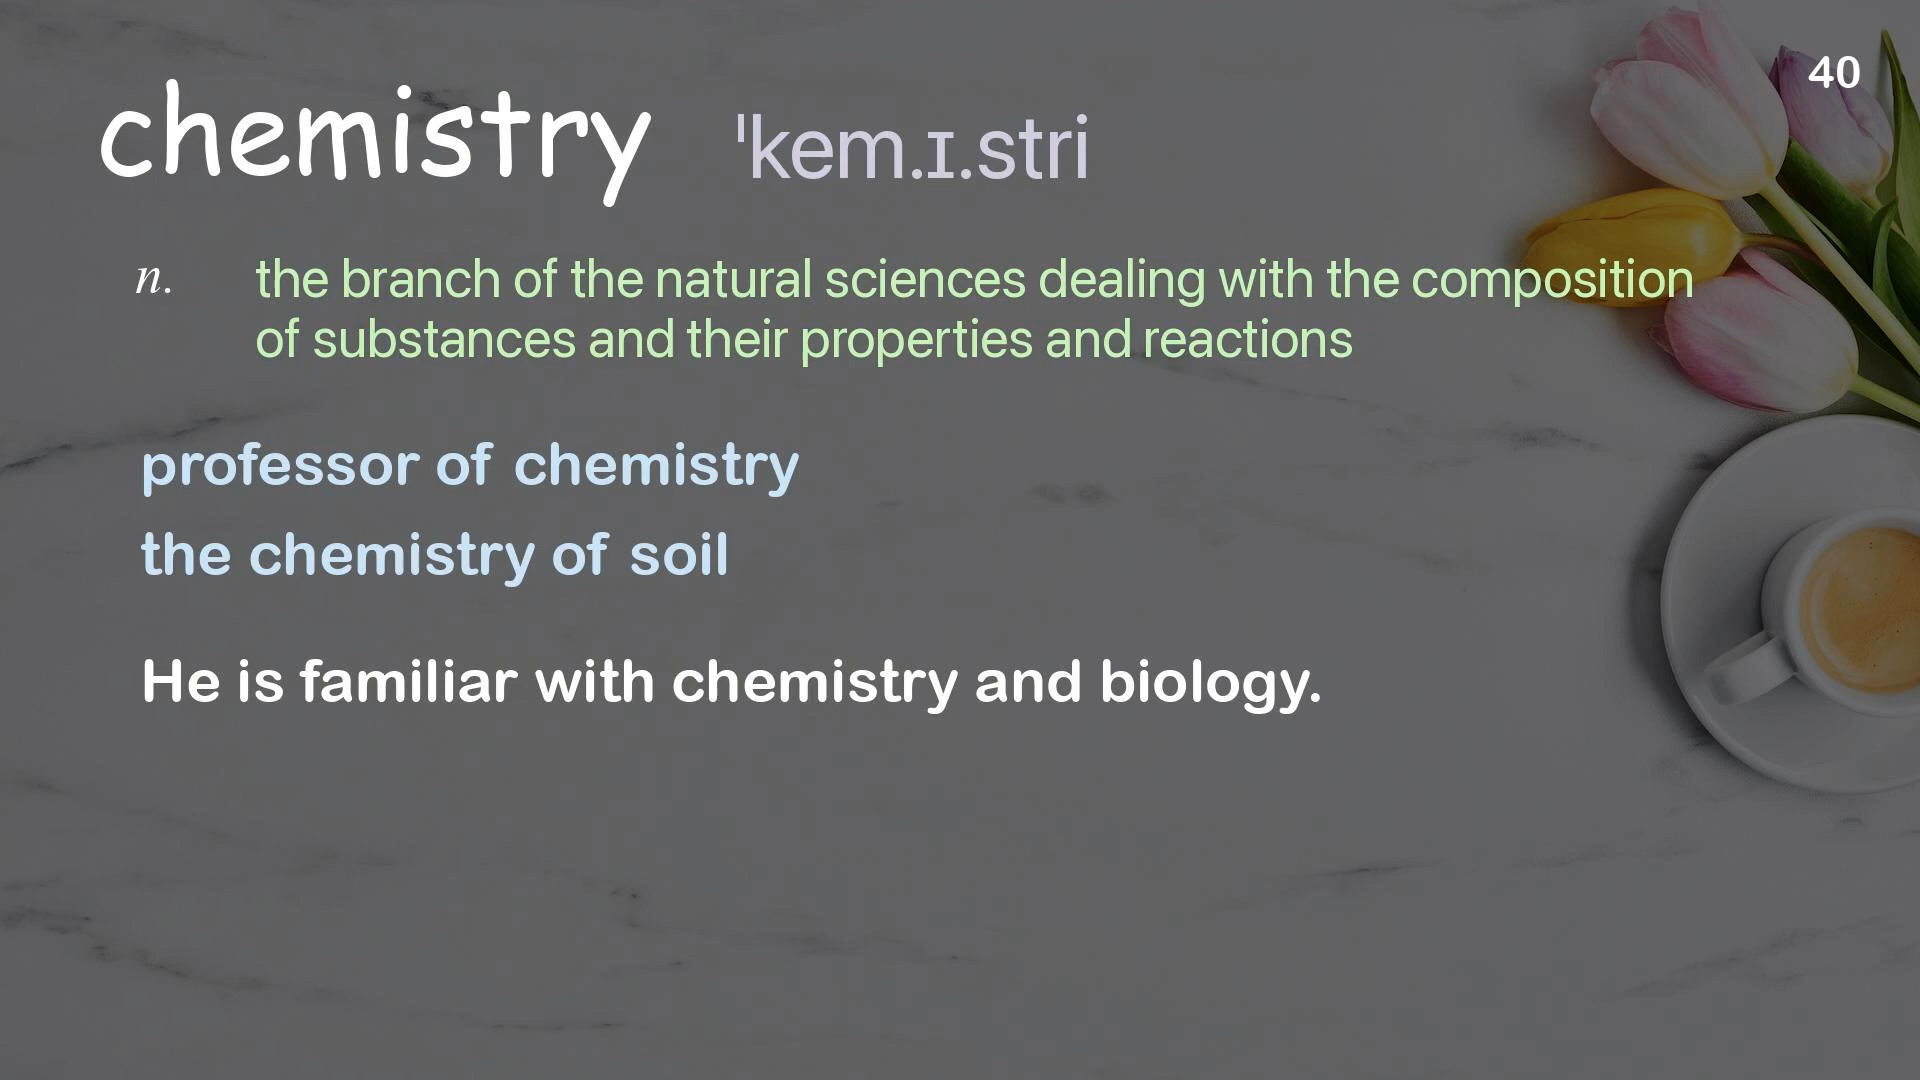 40
chemistry ˈkem.ɪ.stri
n. the branch of the natural sciences dealing with the composition
of substances and their properties and reactions
professor of chemistry
the chemistry of soil
He is familiar with chemistry and biology.